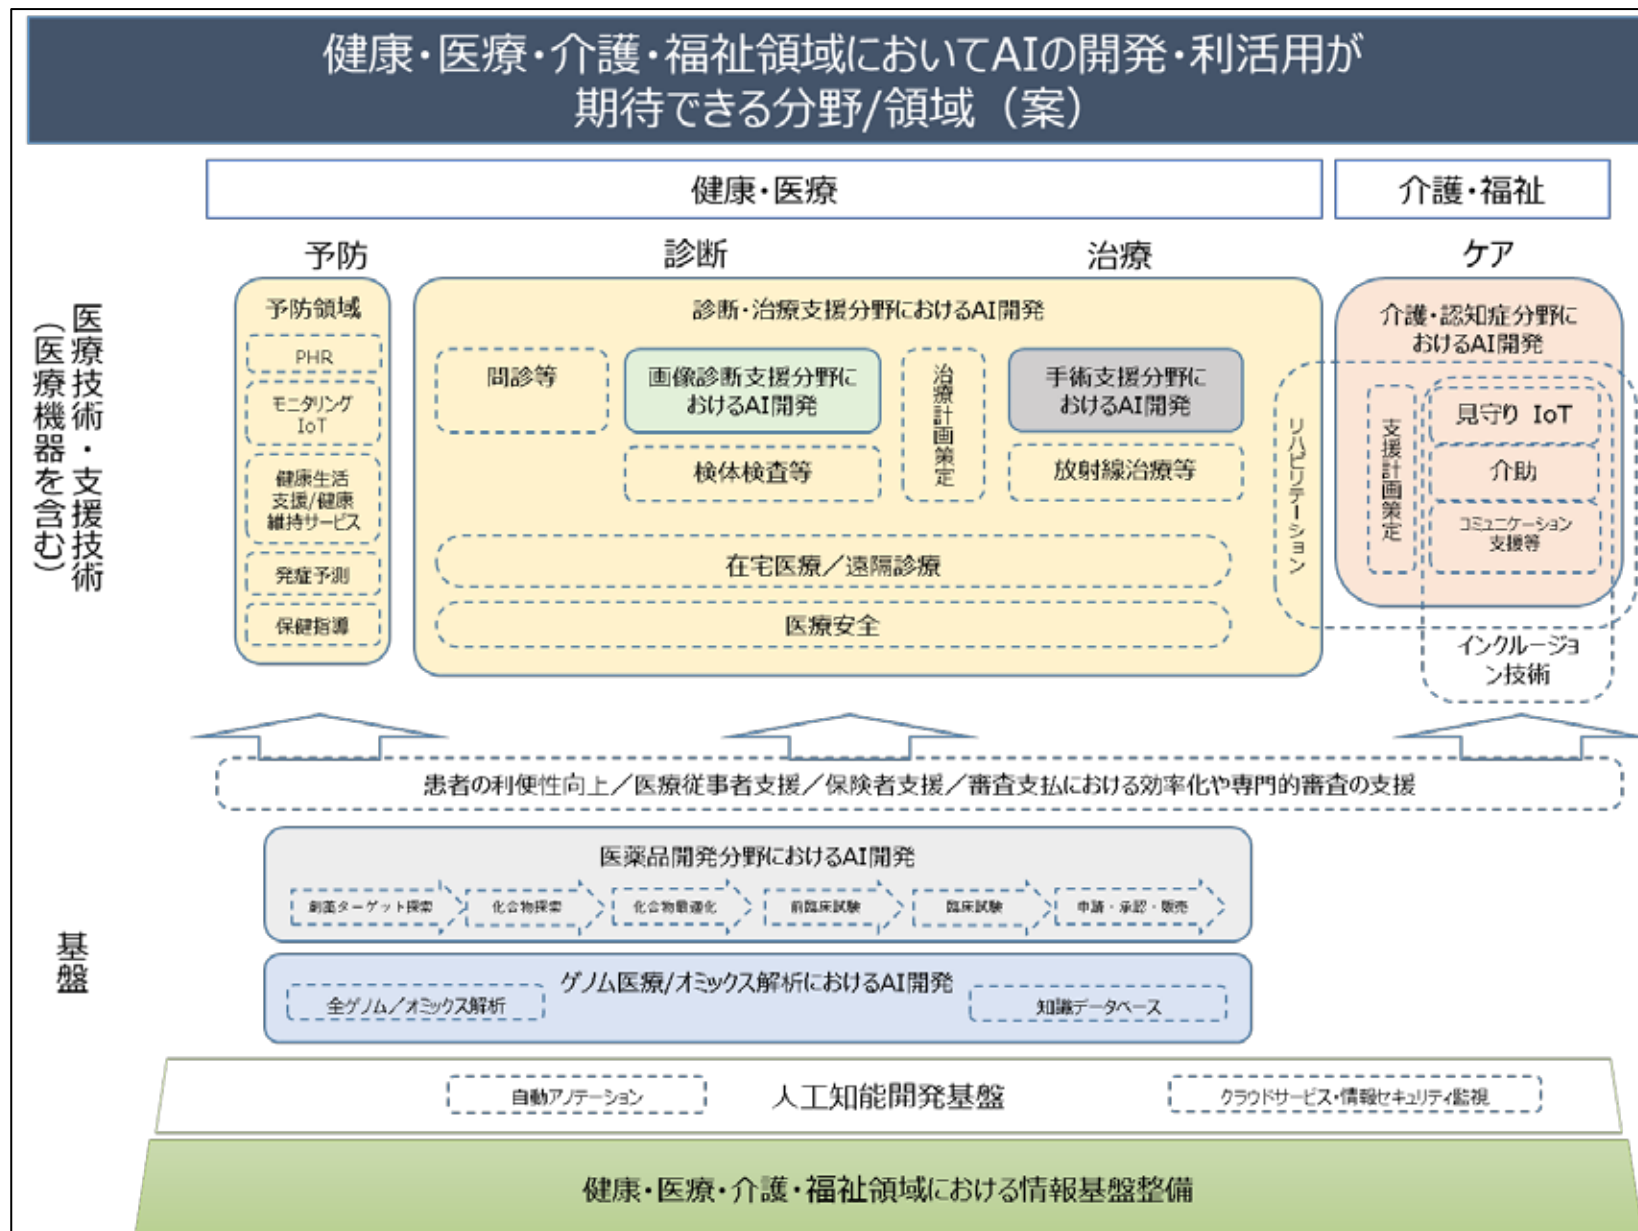 健康・医療・介護・福祉領域においてAIの開発・利活用が
期待できる分野/領域（案）
健康・医療
介護・福祉
予防
診断
治療
ケア
医療技術・支援技術
（医療機器を含む）
予防領域
PHR
モニタリング
IoT
健康生活
支援/健康
維持サービス
発症予測
保健指導
診断・治療支援分野におけるAI開発
問診等
画像診断支援分野に
おけるAI開発
検体検査等
治療計画策定
手術支援分野に
おけるAI開発
放射線治療等
在宅医療／遠隔診療
医療安全
リハビリテーション
介護・認知症分野に
おけるAI開発
支援計画策定
見守り IoT
介助
コミュニケーション
支援等
インクルージョ
ン技術
患者の利便性向上／医療従事者支援／保険者支援／審査支払における効率化や専門的審査の支援
基盤
医薬品開発分野におけるAI開発
創薬ターゲット探索
化合物探索
化合物最適化
前臨床試験
臨床試験
申請・承認・販売
ゲノム医療/オミックス解析におけるAI開発
全ゲノム／オミックス解析
知識データベース
自動アノテーション
人工知能開発基盤
クラウドサービス・情報セキュリティ監視
健康・医療・介護・福祉領域における情報基盤整備